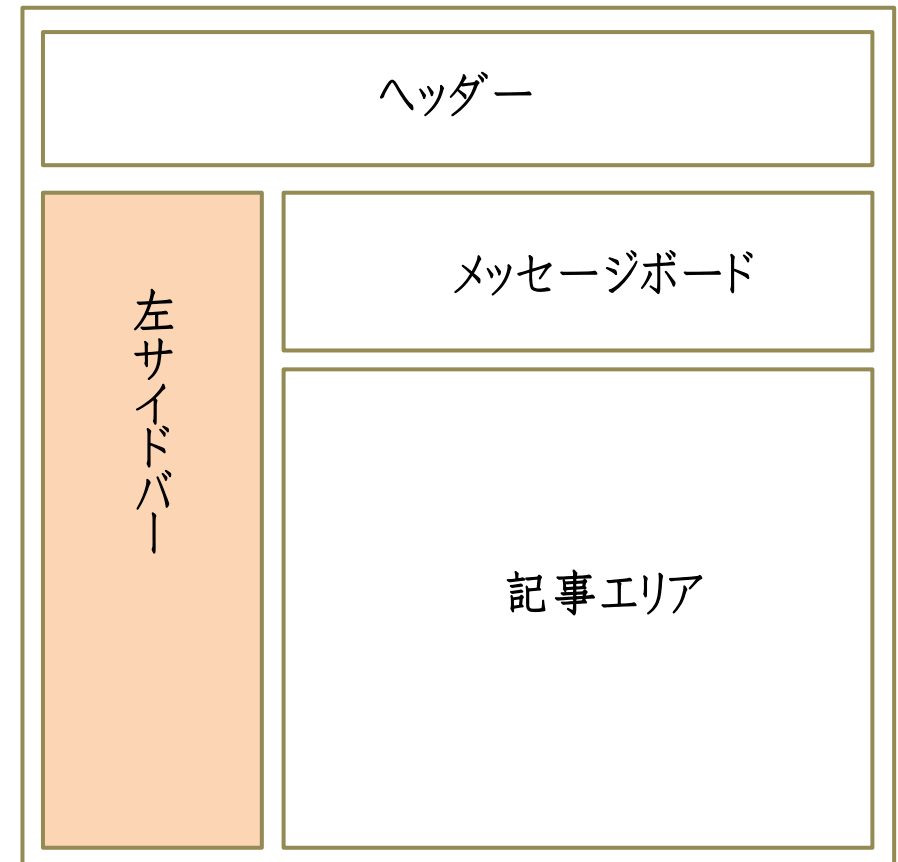 ヘッダー
左サイドバー
メッセージボード
記事エリア